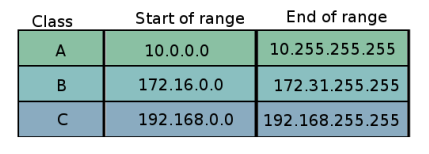 Class Start of range End of range
A 10.0.0.0 10.255.255.255
B 172.16.0.0 172.31.255.255
C 192.168.0.0 192.168.255.255